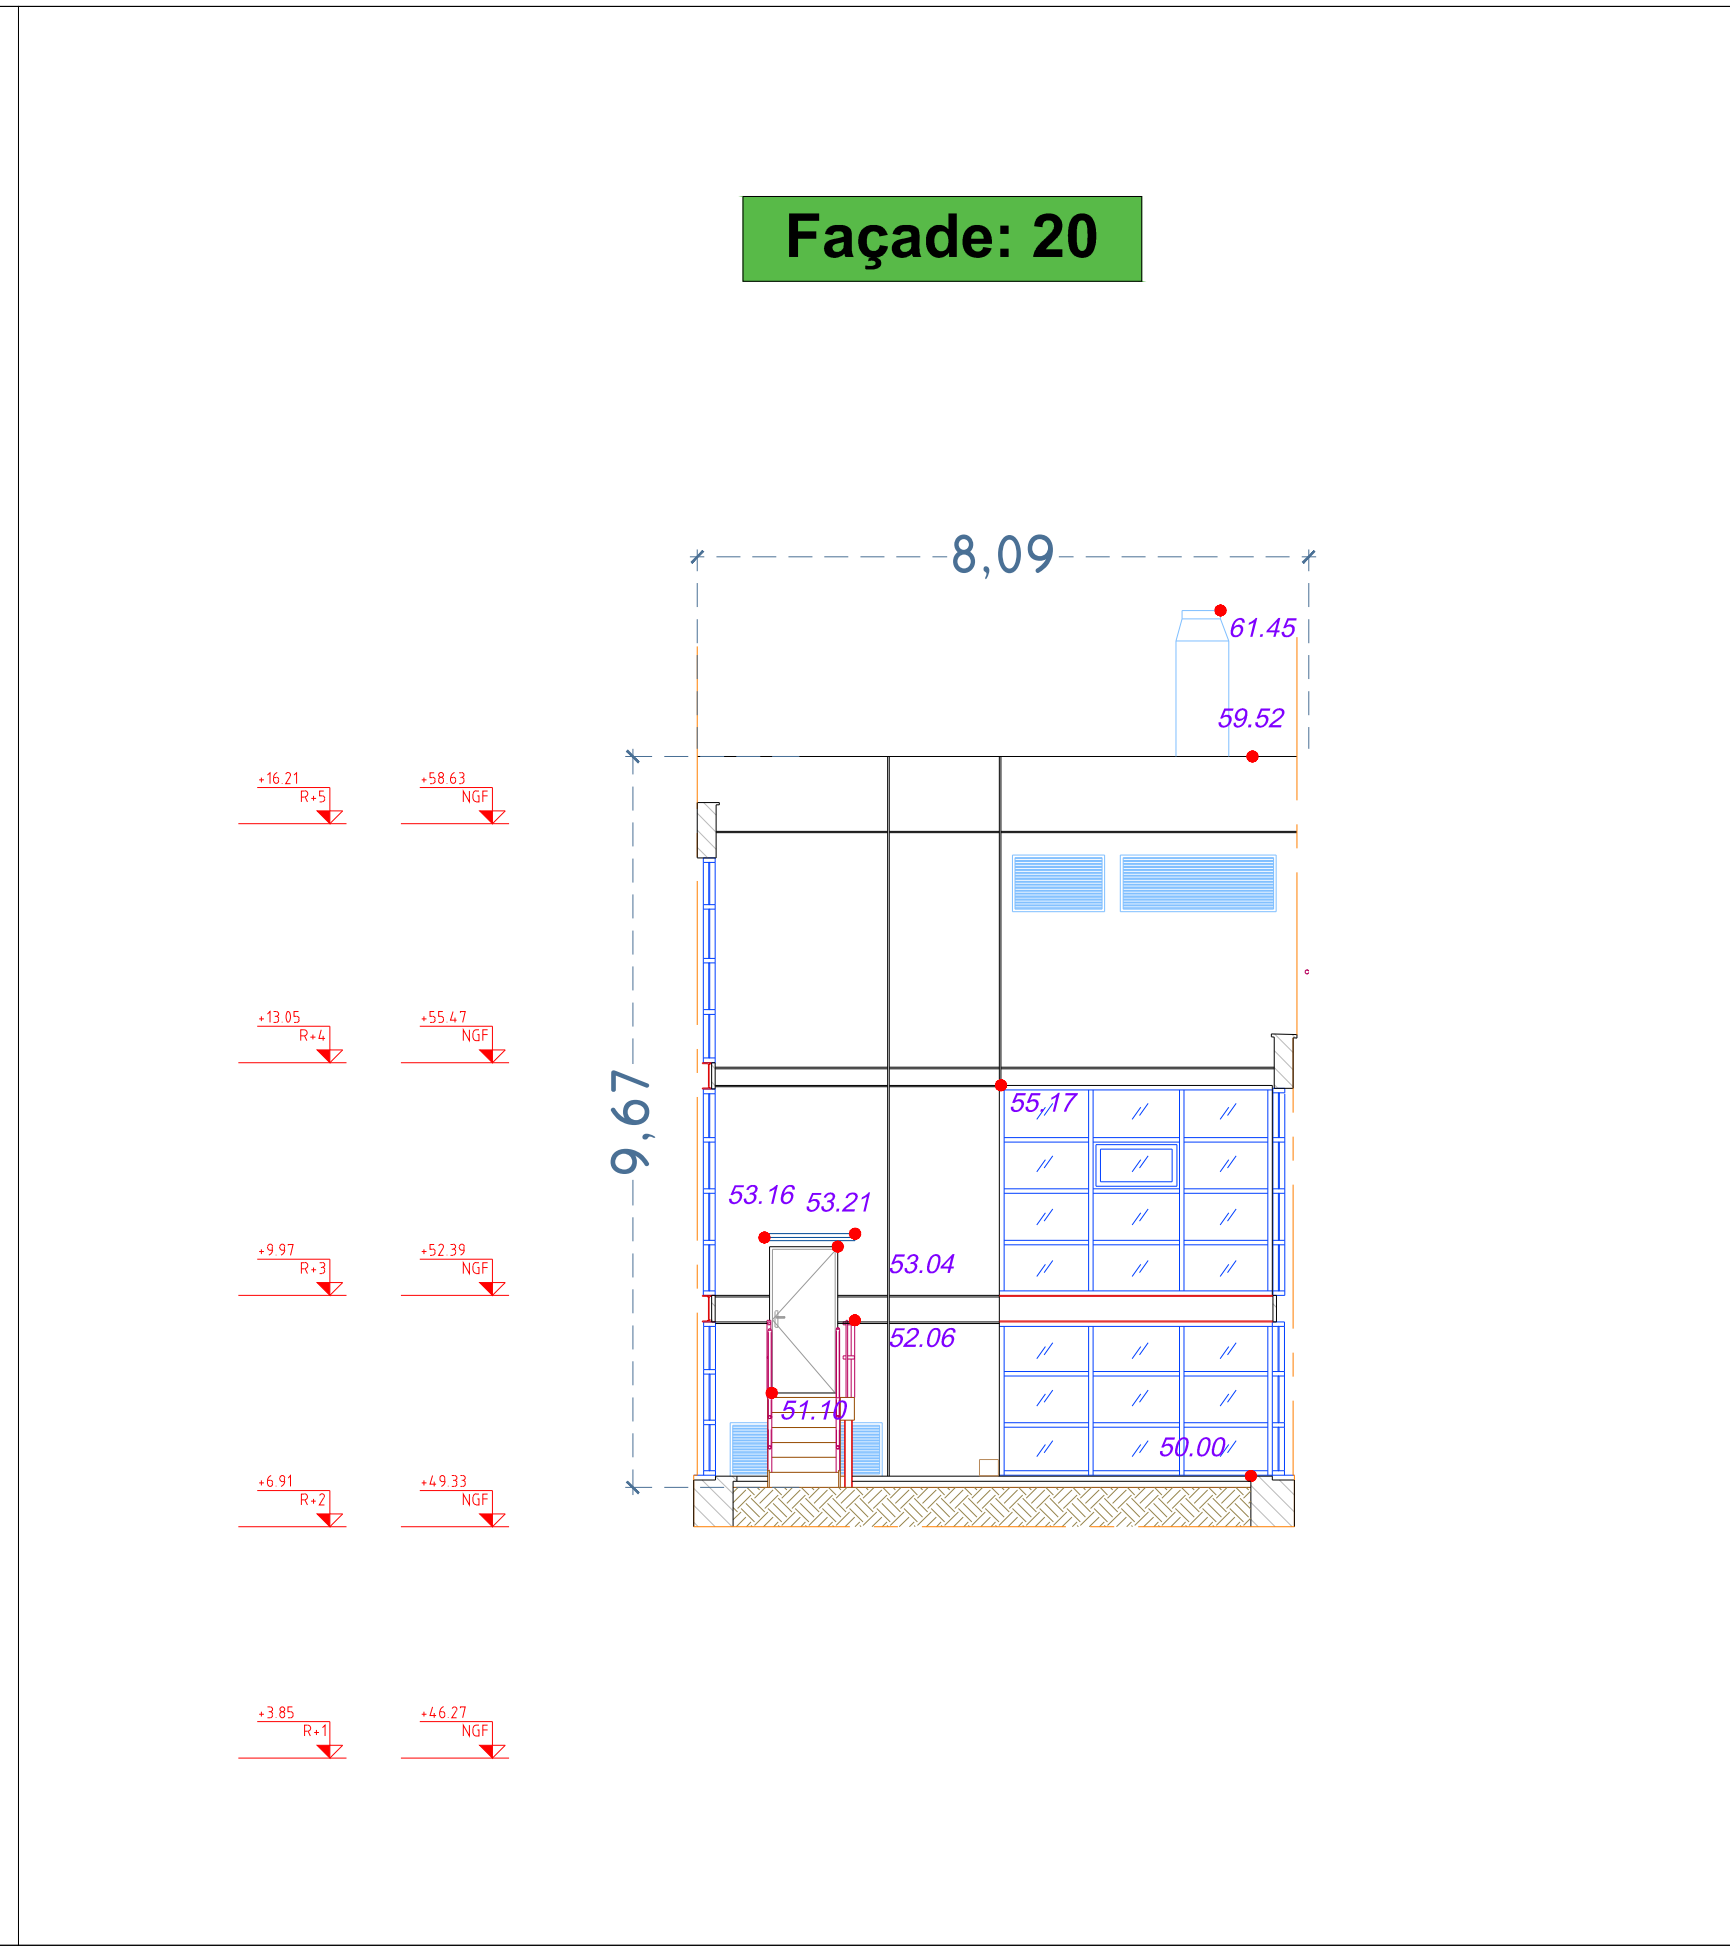 Façade: 20
8,09
61.45
59.52
+16.21
R+5
+58.63
NGF
+13.05
R+4
+55.47
NGF
9,67
55.17
53.16
53.21
53.04
+9.97
R+3
+52.39
NGF
52.06
51.10
50.00
+6.91
R+2
+49.33
NGF
+3.85
R+1
+46.27
NGF